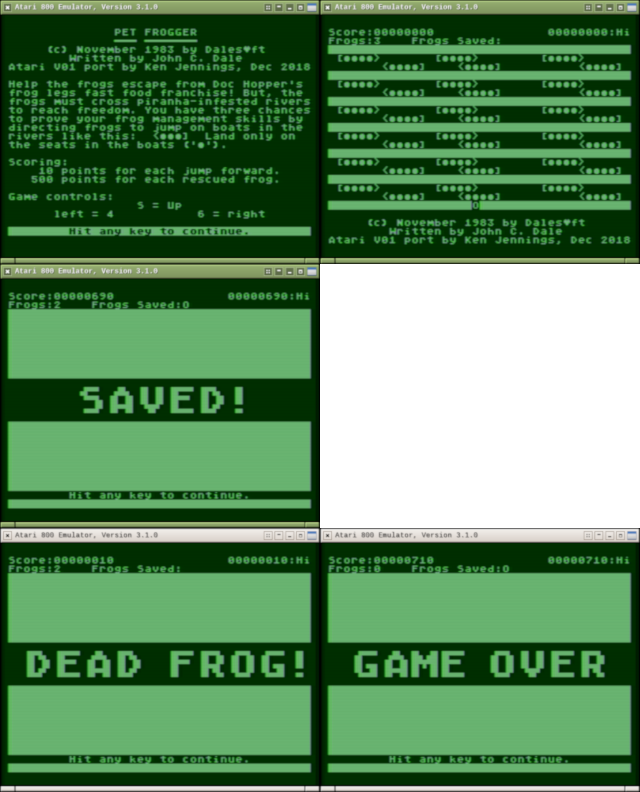 Atari 800 Emulator, Version 3.1.0
PET FROGGER
(c) November 1983 by Dales♥ft
Written by John C. Dale
Atari V01 port by Ken Jennings, Dec 2018
Help the frogs escape from Doc Hopper's
frog legs fast food franchise! But, the
frogs must cross piranha-infested rivers
to reach freedom. You have three chances
to prove your frog management skills by
directing frogs to jump on boats in the
rivers like this: <●●●] Land only on
the seats in the boats ('●').
Scoring:
10 points for each jump forward.
500 points for each rescued frog.
Game controls:
S = Up
left = 4 6 = right
Hit any key to continue.
Atari 800 Emulator, Version 3.1.0
Score:00000000 00000000:Hi
Frogs:3 Frogs Saved:
[●●●●> [●●●●> [●●●●>
<●●●●] <●●●●] <●●●●]
[●●●●> [●●●●> [●●●●>
<●●●●] <●●●●] <●●●●]
[●●●●> [●●●●> [●●●●>
<●●●●] <●●●●] <●●●●]
[●●●●> [●●●●> [●●●●>
<●●●●] <●●●●] <●●●●]
[●●●●> [●●●●> [●●●●>
<●●●●] <●●●●] <●●●●]
[●●●●> [●●●●> [●●●●>
<●●●●] <●●●●] <●●●●]
O
(c) November 1983 by Dales♥ft
Written by John C. Dale
Atari V01 port by Ken Jennings, Dec 2018
Atari 800 Emulator, Version 3.1.0
Score:00000690 00000690:Hi
Frogs:2 Frogs Saved:O
SAVED!
Hit any key to continue.
Atari 800 Emulator, Version 3.1.0
Score:00000010 00000010:Hi
Frogs:2 Frogs Saved:
DEAD FROG!
Hit any key to continue.
Atari 800 Emulator, Version 3.1.0
Score:00000710 00000710:Hi
Frogs:0 Frogs Saved:O
GAME OVER
Hit any key to continue.